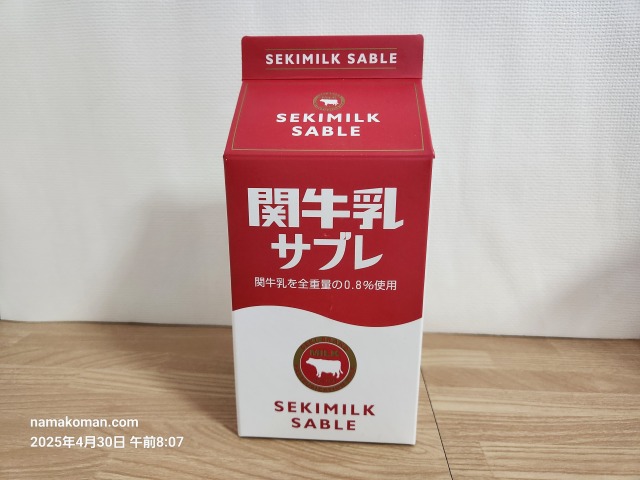 SEKIMILK SABLE
SEKIMILK
SABLE
関牛乳
サブレ
関牛乳を全重量の0.8%使用
MILK
SEKIMILK
SABLE
namakoman.com
2025年4月30日 午前8:07